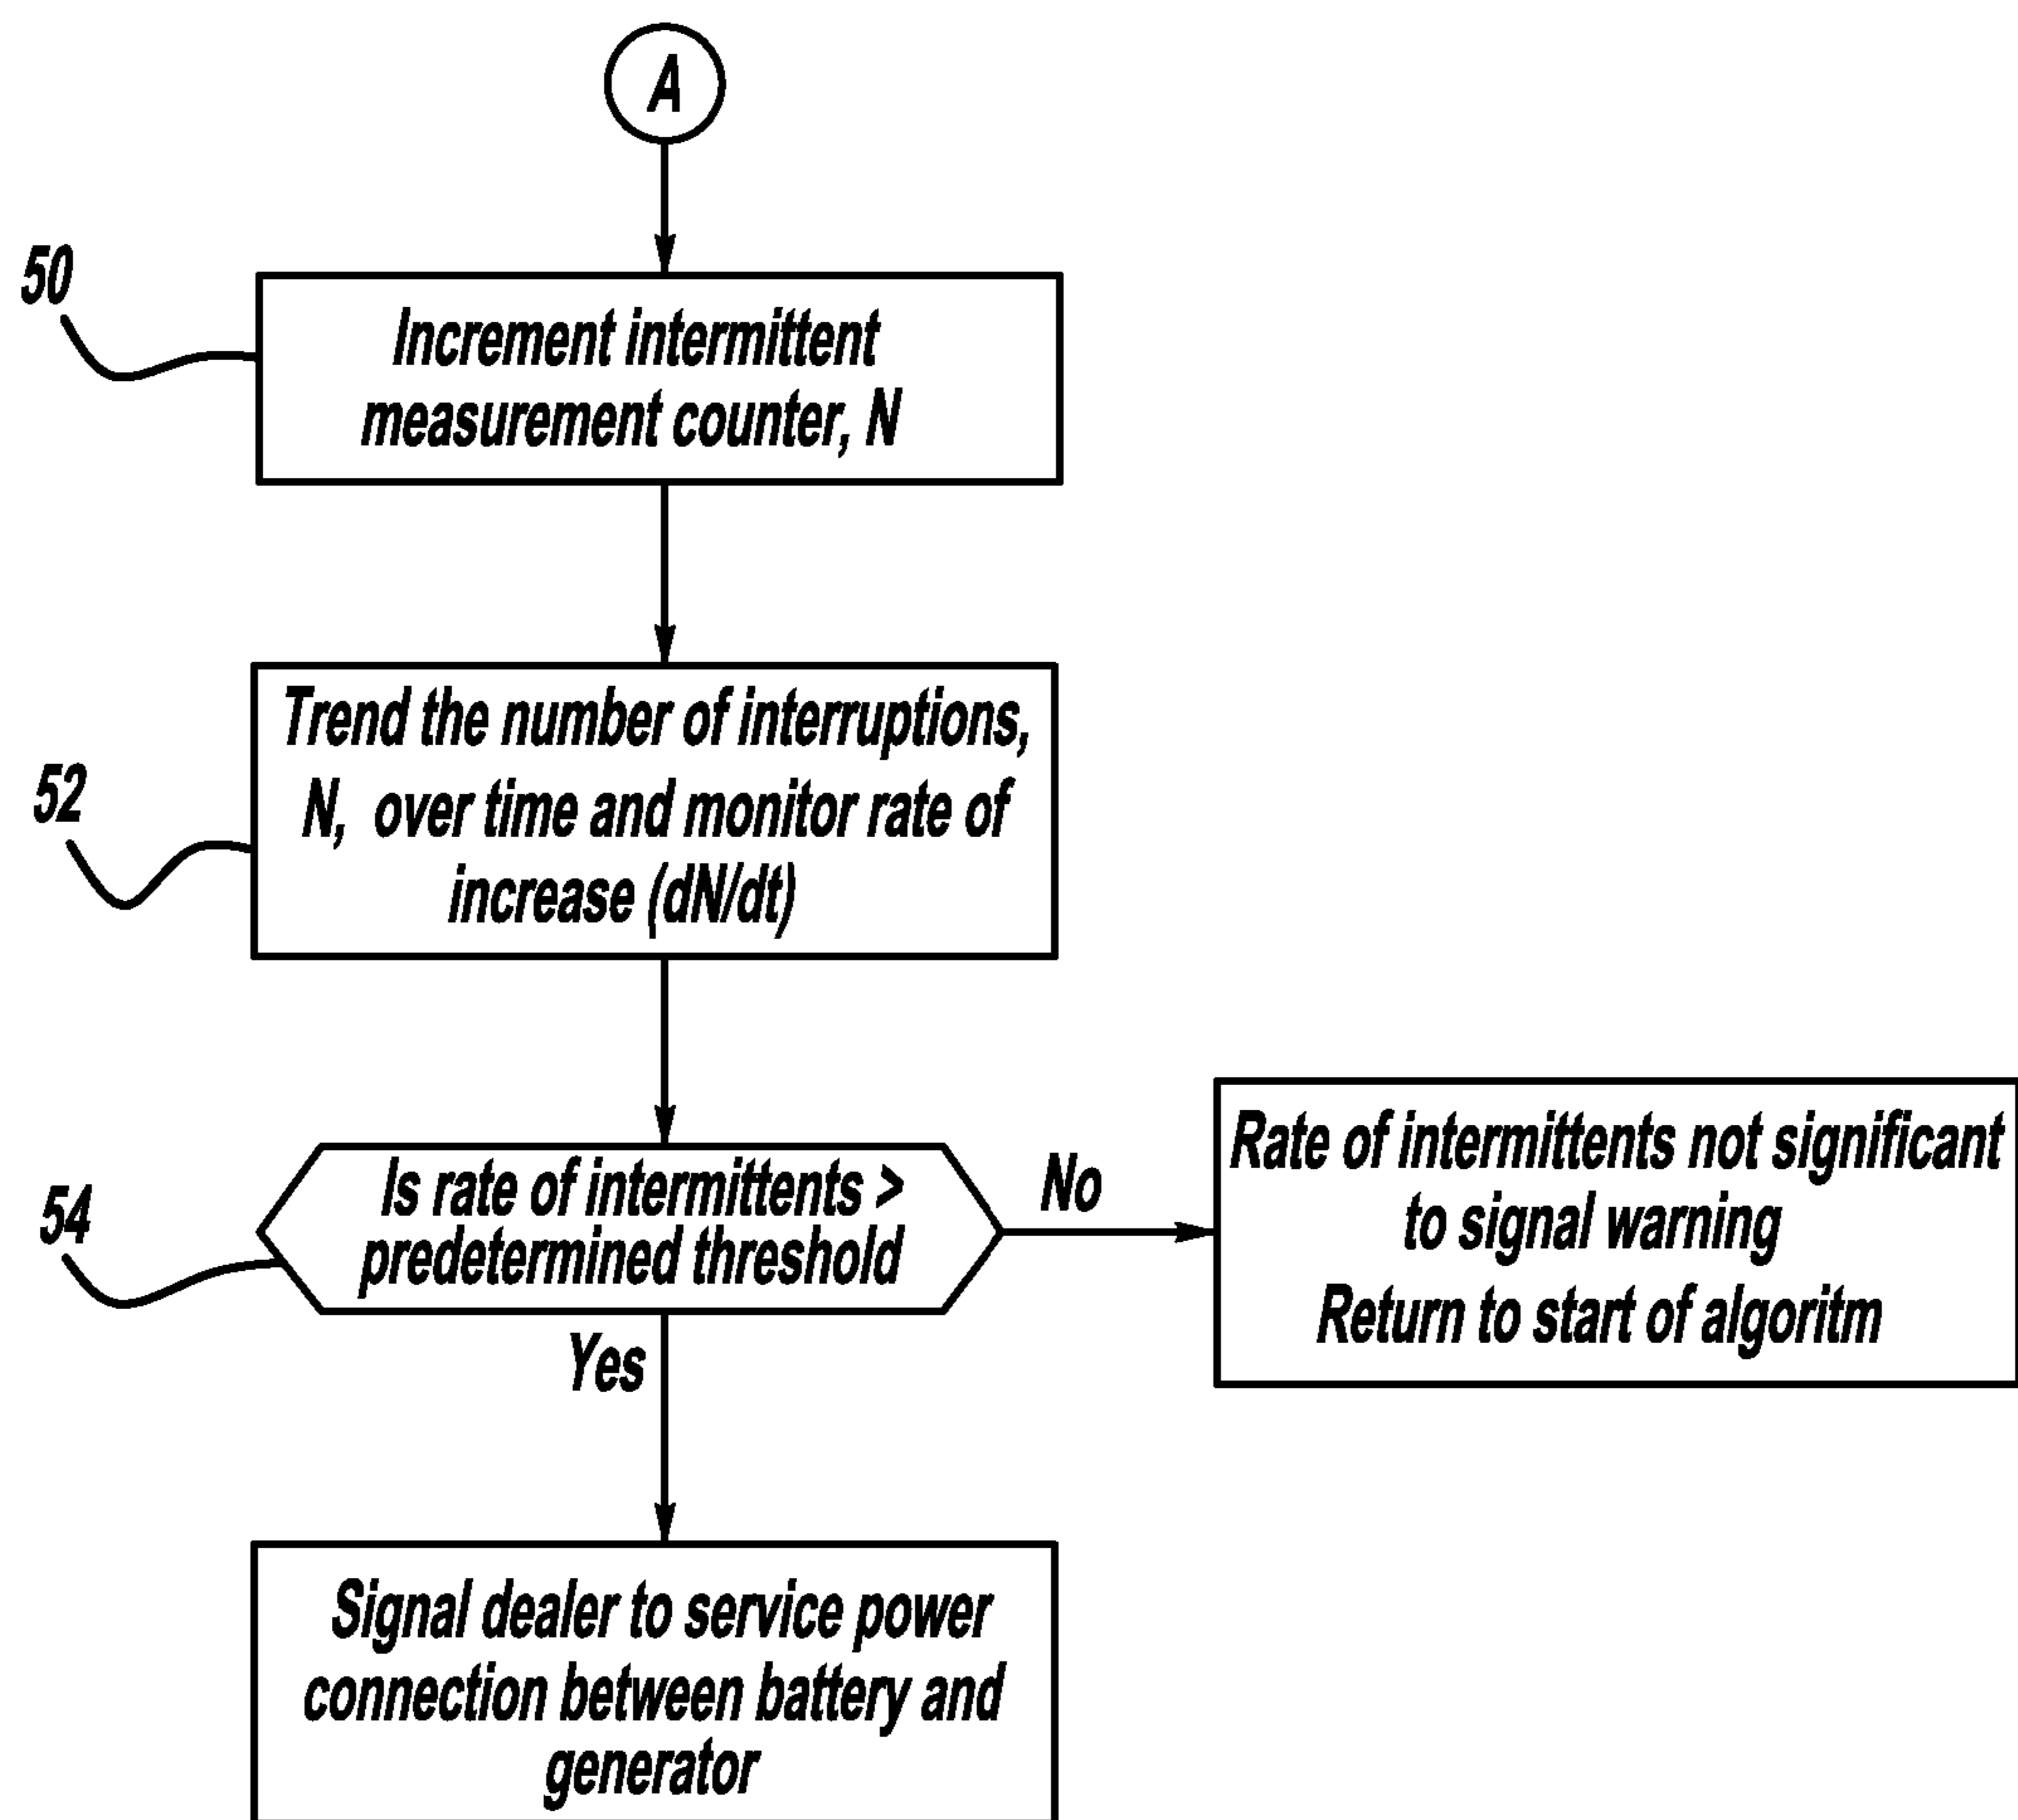 A
50
Increment intermittent
measurement counter, N
52
Trend the number of interruptions,
N, over time and monitor rate of
increase (dN/dt)
54
Is rate of intermittents >
predetermined threshold
No
Rate of intermittents not significant
to signal warning
Return to start of algoritm
Yes
Signal dealer to service power
connection between battery and
generator